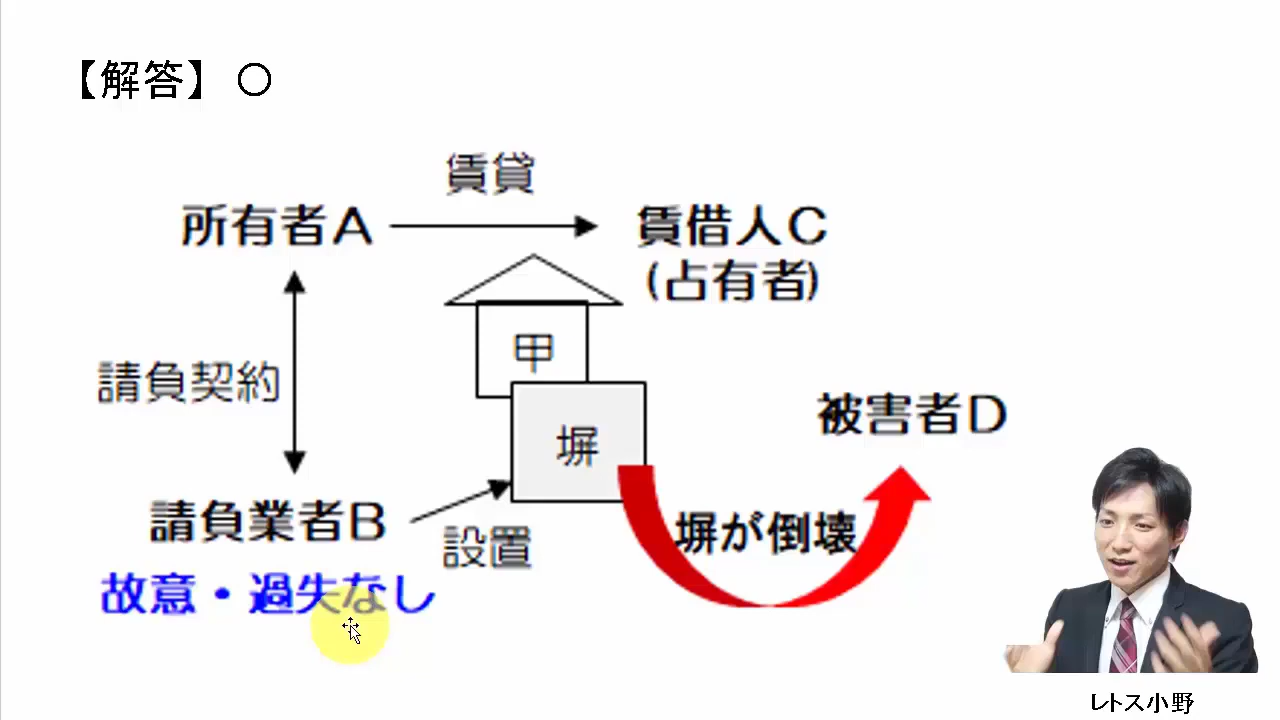 【解答】 ○
賃貸
所有者A
賃借人C
(占有者)
甲
請負契約
塀
被害者D
請負業者B
設置
塀が倒壊
故意・過失なし
レトス小野